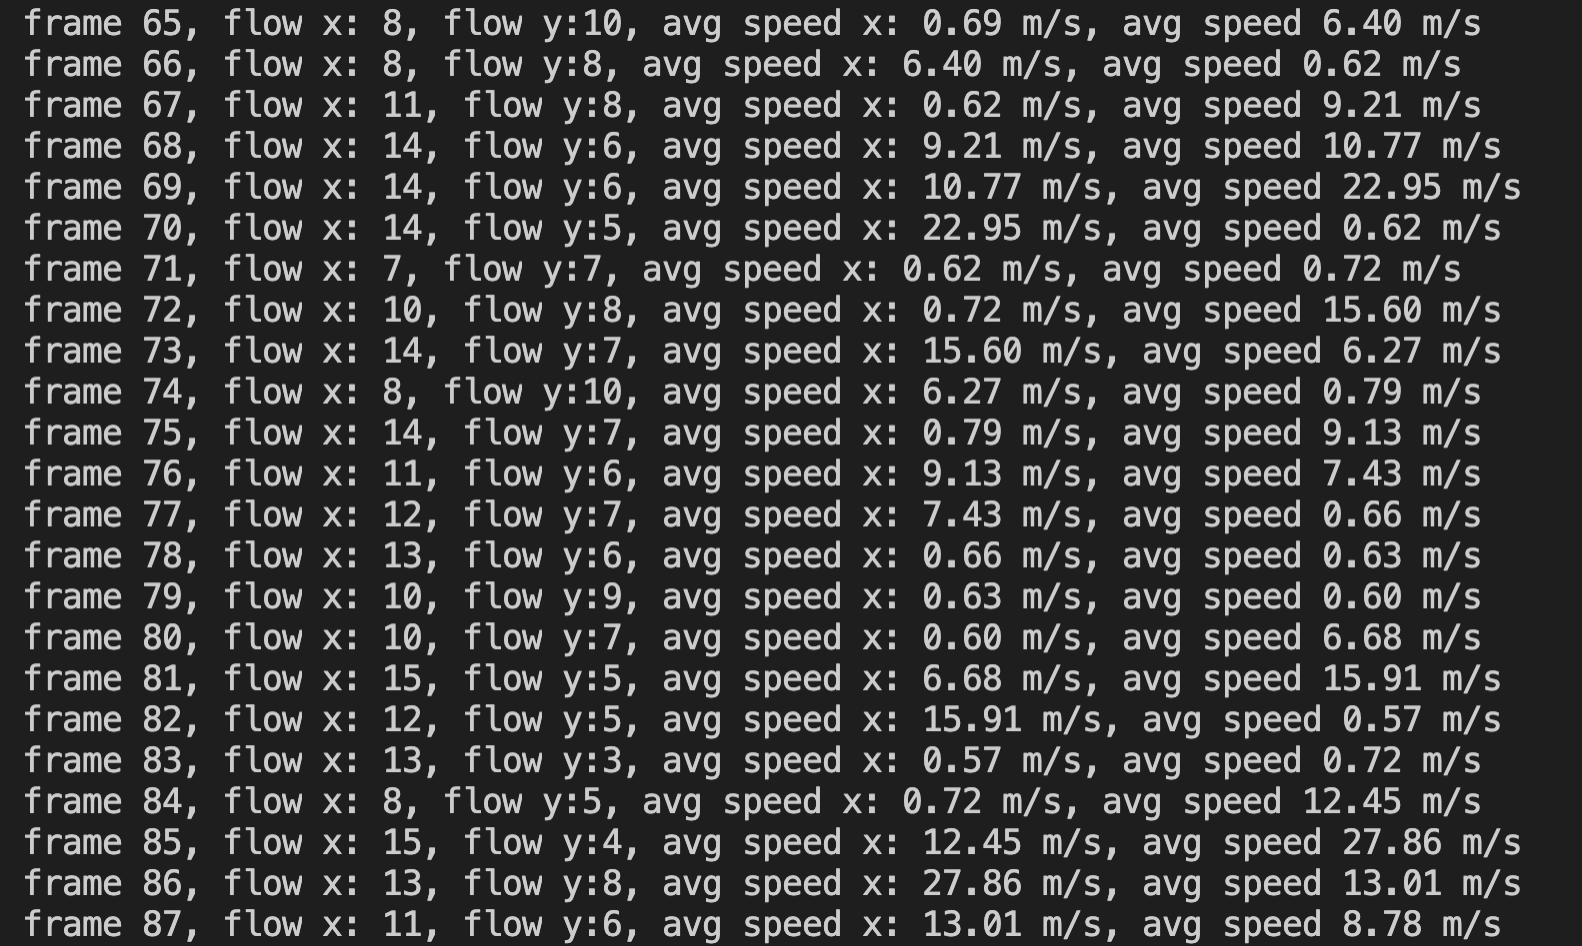 frame 65, flow x: 8, flow y:10, avg speed x: 0.69 m/s, avg speed 6.40 m/s
frame 66, flow x: 8, flow y:8, avg speed x: 6.40 m/s, avg speed 0.62 m/s
frame 67, flow x: 11, flow y:8, avg speed x: 0.62 m/s, avg speed 9.21 m/s
frame 68, flow x: 14, flow y:6, avg speed x: 9.21 m/s, avg speed 10.77 m/s
frame 69, flow x: 14, flow y:6, avg speed x: 10.77 m/s, avg speed 22.95 m/s
frame 70, flow x: 14, flow y:5, avg speed x: 22.95 m/s, avg speed 0.62 m/s
frame 71, flow x: 7, flow y:7, avg speed x: 0.62 m/s, avg speed 0.72 m/s
frame 72, flow x: 10, flow y:8, avg speed x: 0.72 m/s, avg speed 15.60 m/s
frame 73, flow x: 14, flow y:7, avg speed x: 15.60 m/s, avg speed 6.27 m/s
frame 74, flow x: 8, flow y:10, avg speed x: 6.27 m/s, avg speed 0.79 m/s
frame 75, flow x: 14, flow y:7, avg speed x: 0.79 m/s, avg speed 9.13 m/s
frame 76, flow x: 11, flow y:6, avg speed x: 9.13 m/s, avg speed 7.43 m/s
frame 77, flow x: 12, flow y:7, avg speed x: 7.43 m/s, avg speed 0.66 m/s
frame 78, flow x: 13, flow y:6, avg speed x: 0.66 m/s, avg speed 0.63 m/s
frame 79, flow x: 10, flow y:9, avg speed x: 0.63 m/s, avg speed 0.60 m/s
frame 80, flow x: 10, flow y:7, avg speed x: 0.60 m/s, avg speed 6.68 m/s
frame 81, flow x: 15, flow y:5, avg speed x: 6.68 m/s, avg speed 15.91 m/s
frame 82, flow x: 12, flow y:5, avg speed x: 15.91 m/s, avg speed 0.57 m/s
frame 83, flow x: 13, flow y:3, avg speed x: 0.57 m/s, avg speed 0.72 m/s
frame 84, flow x: 8, flow y:5, avg speed x: 0.72 m/s, avg speed 12.45 m/s
frame 85, flow x: 15, flow y:4, avg speed x: 12.45 m/s, avg speed 27.86 m/s
frame 86, flow x: 13, flow y:8, avg speed x: 27.86 m/s, avg speed 13.01 m/s
frame 87, flow x: 11, flow y:6, avg speed x: 13.01 m/s, avg speed 8.78 m/s